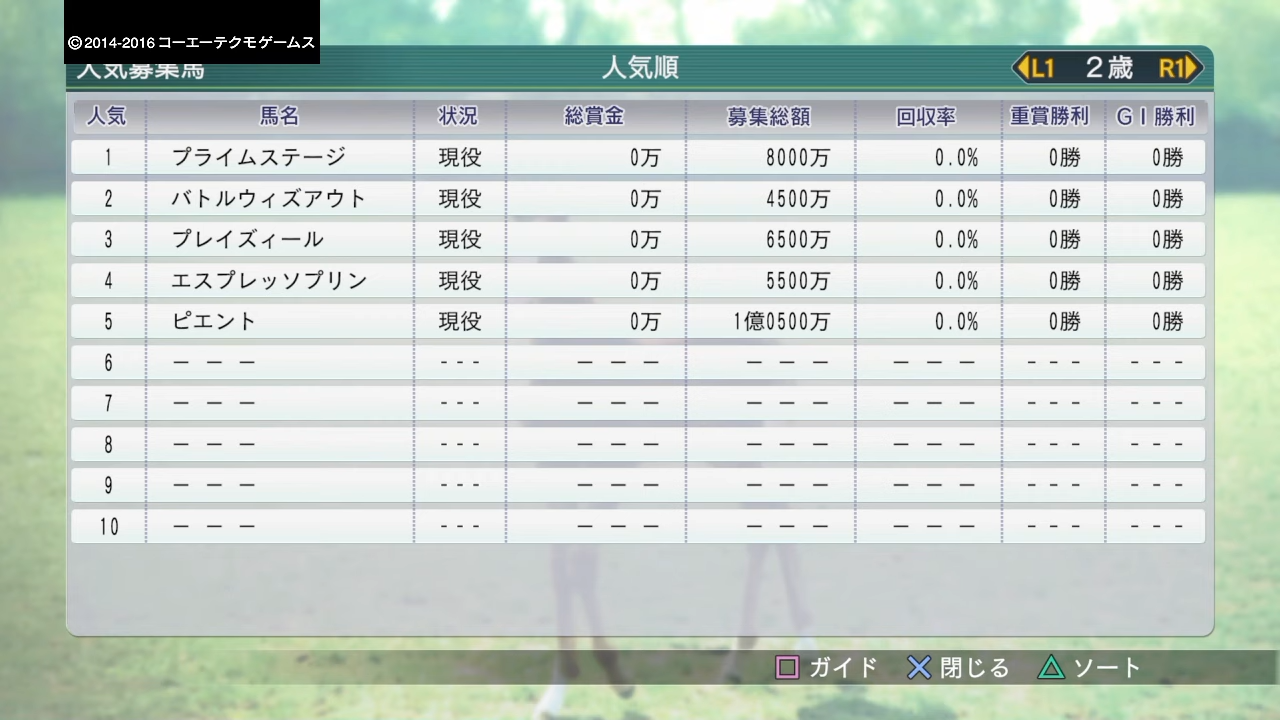 ©2014-2016 コーエーテクモゲームス
人気募集馬 人気順 L1 2歳 R1
人気 馬名 状況 総賞金 募集総額 回収率 重賞勝利 GⅠ勝利
1 プライムステージ 現役 0万 8000万 0.0% 0勝 0勝
2 バトルウィズアウト 現役 0万 4500万 0.0% 0勝 0勝
3 プレイズィール 現役 0万 6500万 0.0% 0勝 0勝
4 エスプレッソプリン 現役 0万 5500万 0.0% 0勝 0勝
5 ピエント 現役 0万 1億0500万 0.0% 0勝 0勝
6 − − − - - - − − − − − − − − − - - - - - -
7 − − − - - - − − − − − − − − − - - - - - -
8 − − − - - - − − − − − − − − − - - - - - -
9 − − − - - - − − − − − − − − − - - - - - -
10 − − − - - - − − − − − − − − − - - - - - -
ガイド 閉じる ソート